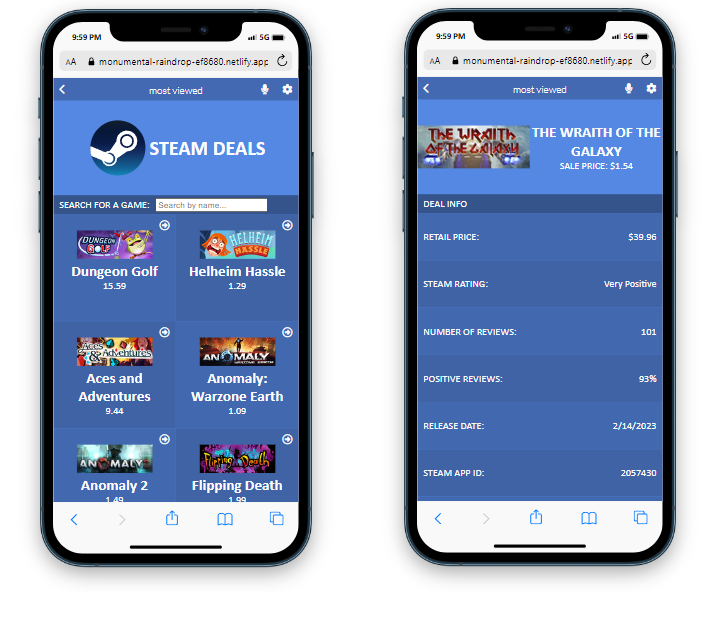 9:59 PM
5G
AA
monumental-raindrop-ef8680.netlify.app
most viewed
STEAM DEALS
SEARCH FOR A GAME:
Search by name...
DUNGEON GOLF
HELHEIM HASSLE
Dungeon Golf
Helheim Hassle
15.59
1.29
Aces & Adventures
ANOMALY
Aces and
Adventures
Anomaly:
Warzone Earth
9.44
1.09
ANOMALY
Flipping Death
Anomaly 2
Flipping Death
1.49
1.99
9:59 PM
5G
AA
monumental-raindrop-ef8680.netlify.app
most viewed
THE WRAITH
OF THE GALAXY
THE WRAITH OF THE
GALAXY
SALE PRICE: $1.54
DEAL INFO
RETAIL PRICE: $39.96
STEAM RATING: Very Positive
NUMBER OF REVIEWS: 101
POSITIVE REVIEWS: 93%
RELEASE DATE: 2/14/2023
STEAM APP ID: 2057430